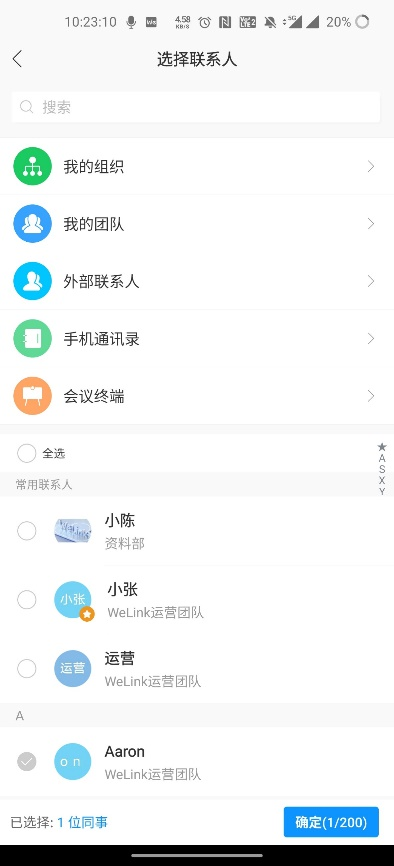 10:23:10 4.58 KB/S VoLTE 2 5G 20%
选择联系人
搜索
我的组织
我的团队
外部联系人
手机通讯录
会议终端
全选
★
A
S
X
Y
常用联系人
小陈
资料部
小张
小张
WeLink运营团队
运营
运营
WeLink运营团队
A
on
Aaron
WeLink运营团队
已选择: 1 位同事
确定(1/200)